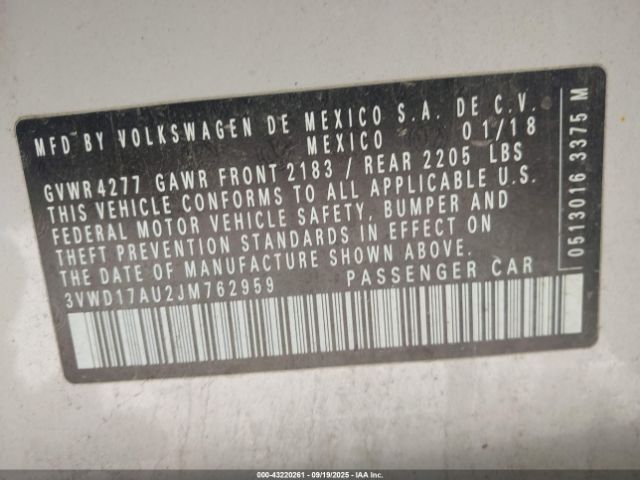 MFD BY VOLKSWAGEN DE MEXICO S.A. DE C.V.
MEXICO 01/18
GVWR 4277 GAWR FRONT 2183 / REAR 2205 LBS
THIS VEHICLE CONFORMS TO ALL APPLICABLE U.S.
FEDERAL MOTOR VEHICLE SAFETY, BUMPER AND
THEFT PREVENTION STANDARDS IN EFFECT ON
THE DATE OF MANUFACTURE SHOWN ABOVE.
3VWD17AU2JM762959 PASSENGER CAR
0513016 3375 M
000-43220261 - 09/19/2025 - IAA Inc.